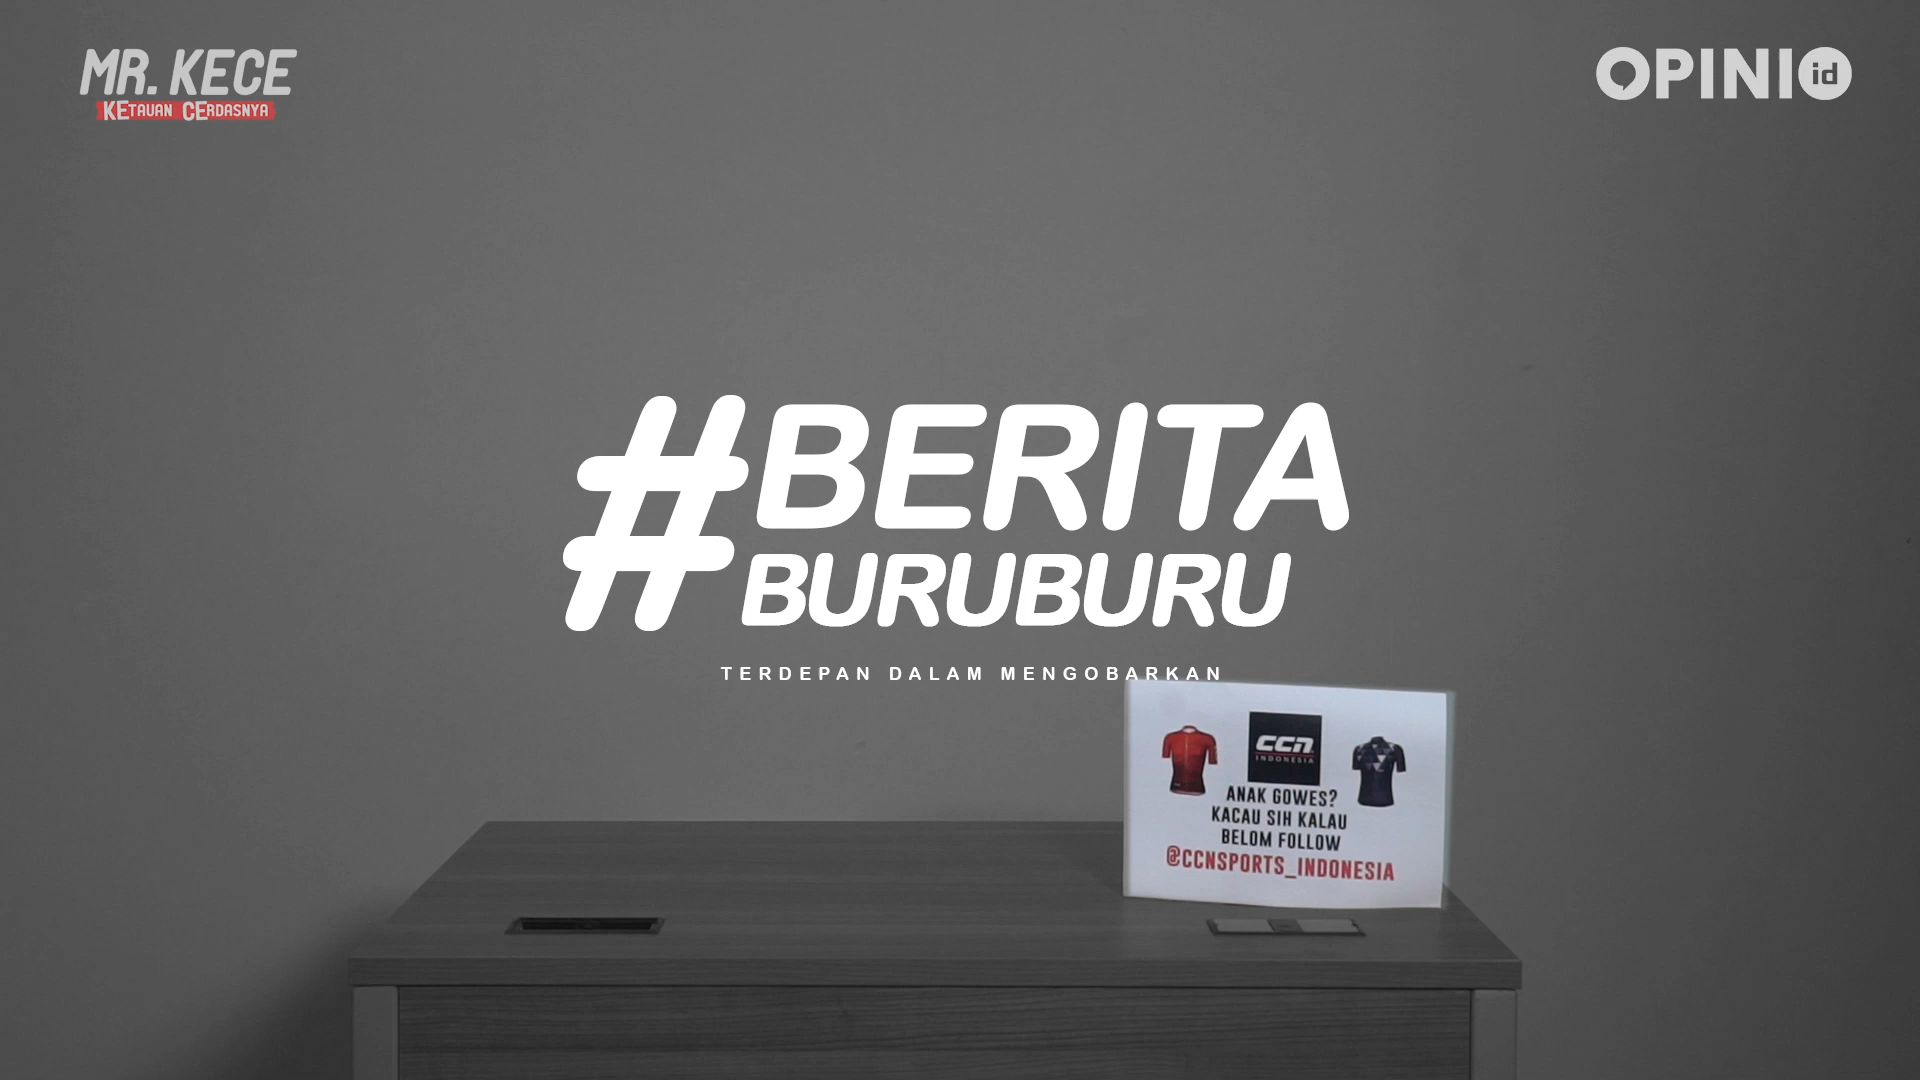 MR. KECE
KETAUAN CERDASNYA
OPINIO id
#BERITA
BURUBURU
TERDEPAN DALAM MENGOBARKAN
CCN
INDONESIA
ANAK GOWES?
KACAU SIH KALAU
BELOM FOLLOW
@CCNSPORTS_INDONESIA